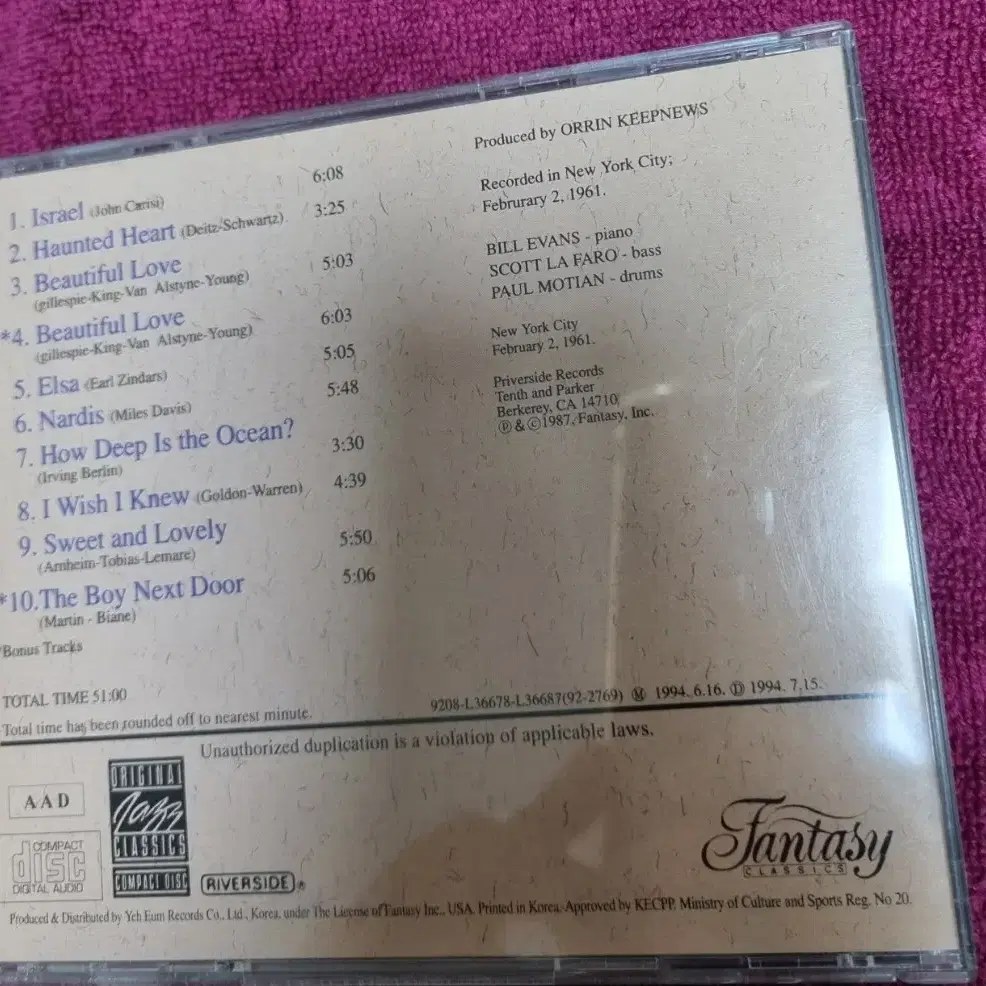 1. Israel (John Carisi) 6:08
2. Haunted Heart (Deitz-Schwartz) 3:25
3. Beautiful Love 5:03
(gillespie-King-Van Alstyne-Young)
*4. Beautiful Love 6:03
(gillespie-King-Van Alstyne-Young)
5. Elsa (Earl Zindars) 5:05
6. Nardis (Miles Davis) 5:48
7. How Deep Is the Ocean? 3:30
(Irving Berlin)
8. I Wish I Knew (Goldon-Warren) 4:39
9. Sweet and Lovely 5:50
(Arnheim-Tobias-Lemare)
*10.The Boy Next Door 5:06
(Martin - Biane)
*Bonus Tracks
TOTAL TIME 51:00
Total time has been rounded off to nearest minute.
Produced by ORRIN KEEPNEWS
Recorded in New York City;
Februrary 2, 1961.
BILL EVANS - piano
SCOTT LA FARO - bass
PAUL MOTIAN - drums
New York City
February 2, 1961.
Priverside Records
Tenth and Parker
Berkerey, CA 14710
Ⓟ&©1987, Fantasy, Inc.
9208-L36678-L36687(92-2769) Ⓜ 1994. 6.16. Ⓓ 1994. 7.15.
Unauthorized duplication is a violation of applicable laws.
AAD
ORIGINAL
Jazz
CLASSICS
COMPACT DISC
COMPACT
disc
DIGITAL AUDIO
RIVERSIDE®
Fantasy
CLASSICS
Produced & Distributed by Yeh Eum Records Co., Ltd., Korea, under The License of Fantasy Inc., USA. Printed in Korea. Approved by KECPP. Ministry of Culture and Sports Reg. No 20.